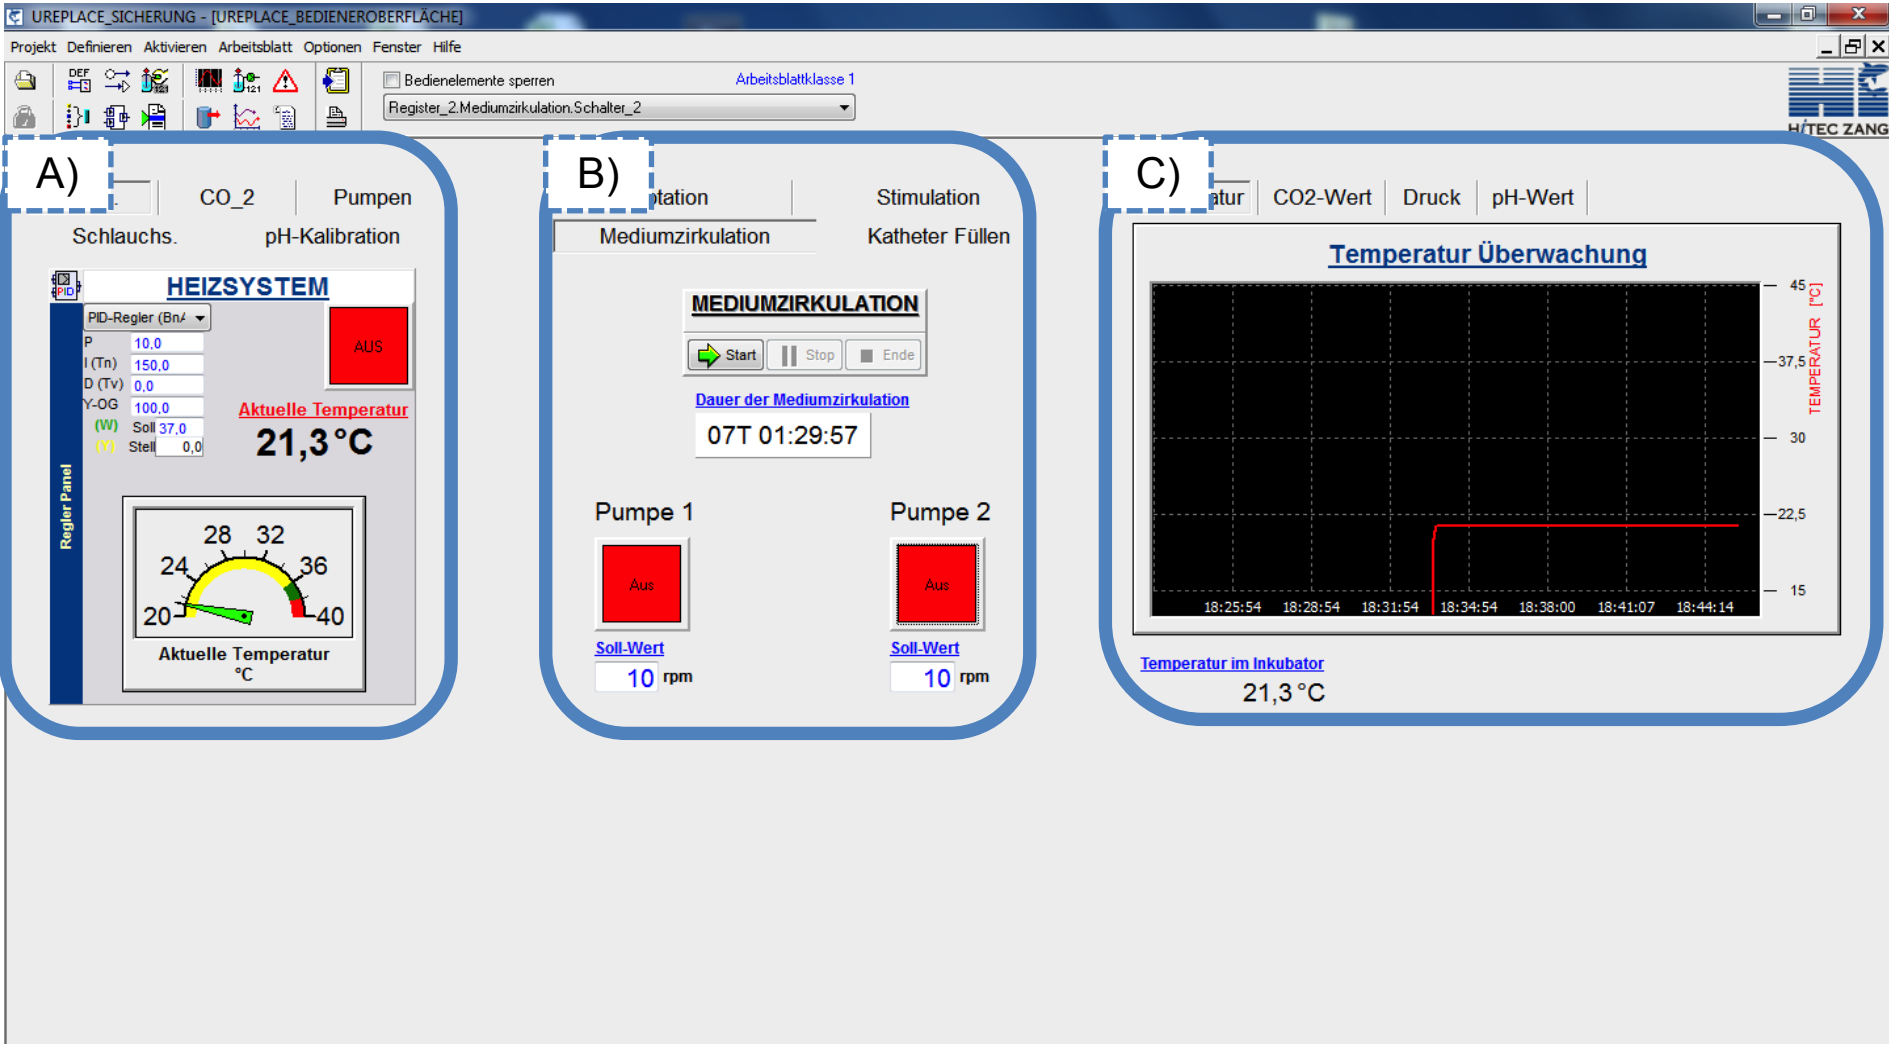 UREPLACE_SICHERUNG - [UREPLACE_BEDIENEROBERFLÄCHE]
Projekt Definieren Aktivieren Arbeitsblatt Optionen Fenster Hilfe
Bedienelemente sperren
Arbeitsblattklasse 1
Register_2.Mediumzirkulation.Schalter_2
HiTEC ZANG
A)
CO_2
Pumpen
Schlauchs.
pH-Kalibration
PID
HEIZSYSTEM
PID-Regler (Bn
AUS
P 10,0
I (Tn) 150,0
D (Tv) 0,0
Y-OG 100,0
(W) Soll 37,0
(Y) Stell 0,0
Aktuelle Temperatur
21,3 °C
Regler Panel
20 24 28 32 36 40
Aktuelle Temperatur
°C
B)
tation
Stimulation
Mediumzirkulation
Katheter Füllen
MEDIUMZIRKULATION
Start Stop Ende
Dauer der Mediumzirkulation
07T 01:29:57
Pumpe 1
Pumpe 2
Aus
Aus
Soll-Wert
Soll-Wert
10 rpm
10 rpm
C)
atur
CO2-Wert
Druck
pH-Wert
Temperatur Überwachung
45
37,5
30
22,5
15
TEMPERATUR [°C]
18:25:54 18:28:54 18:31:54 18:34:54 18:38:00 18:41:07 18:44:14
Temperatur im Inkubator
21,3 °C